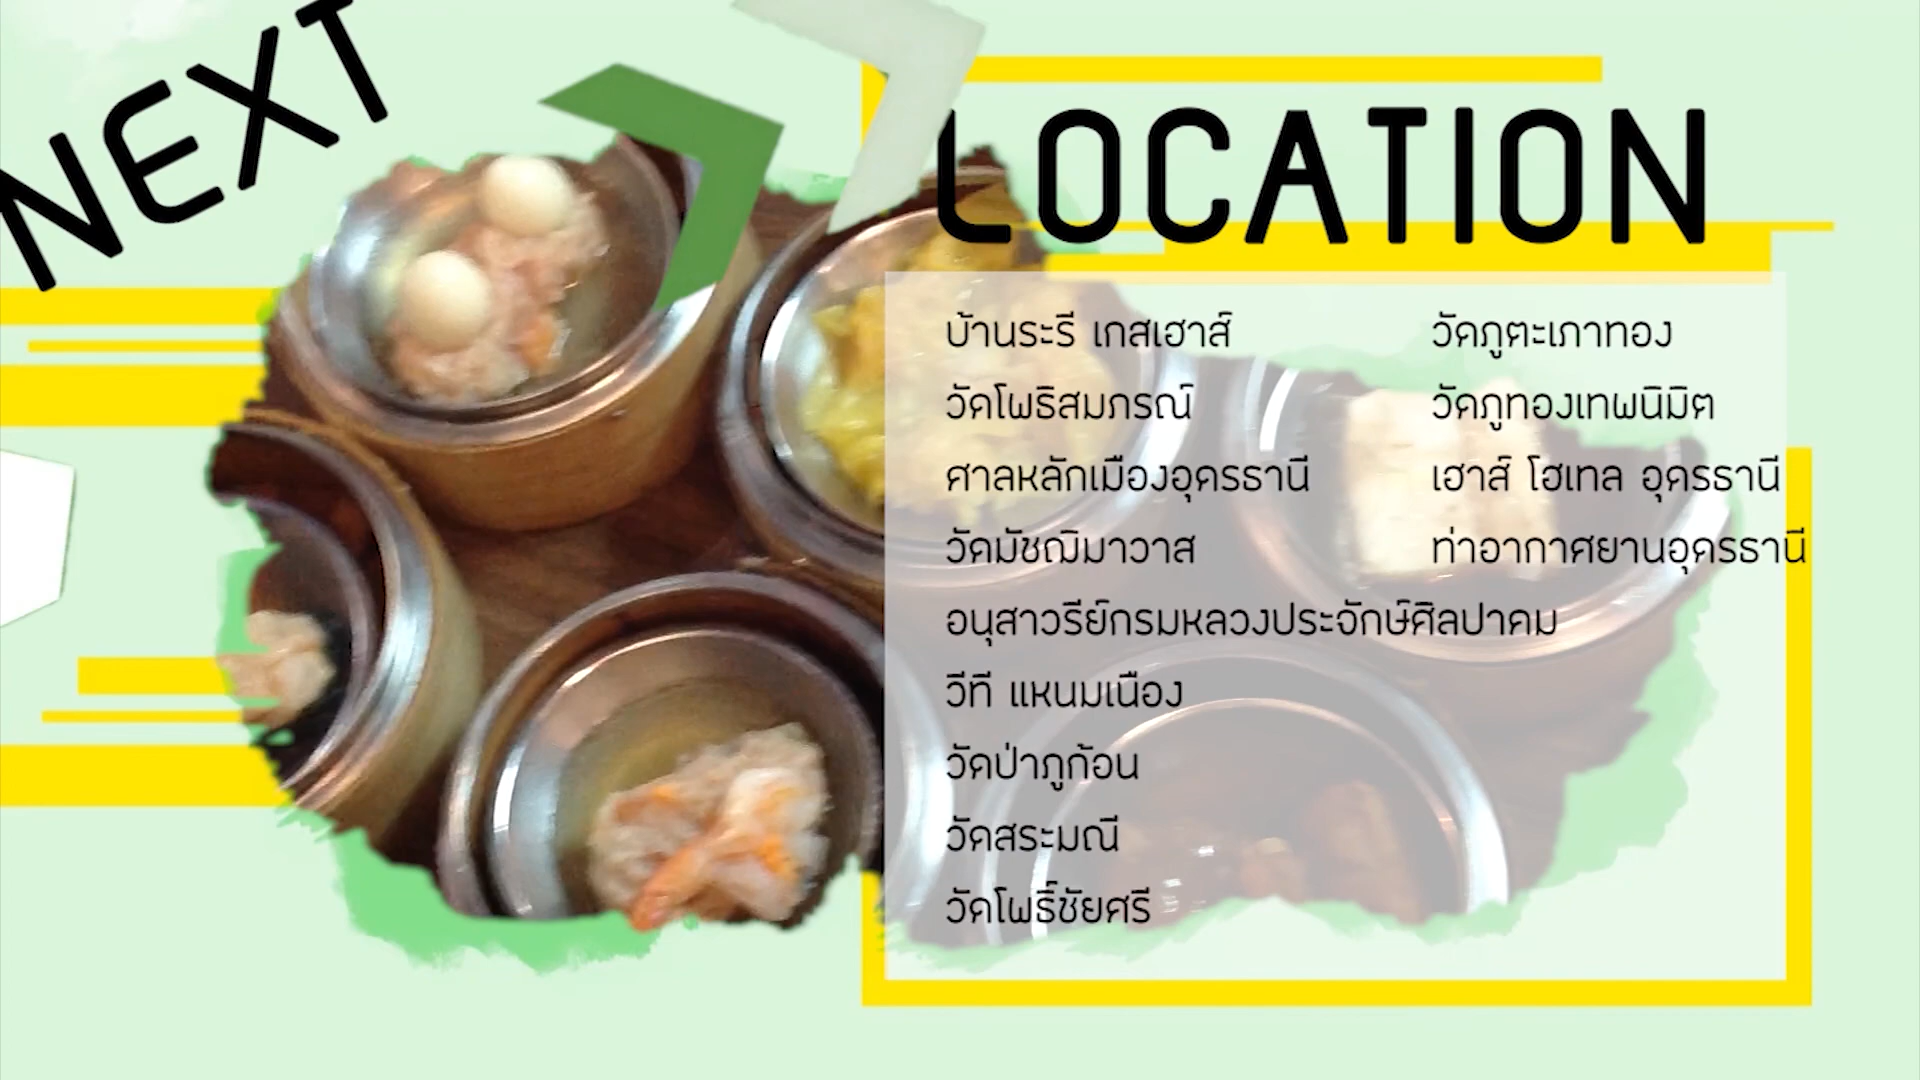 NEXT
LOCATION
บ้านระรี เกสเฮาส์
วัดโพธิสมภรณ์
ศาลหลักเมืองอุดรธานี
วัดมัชฌิมาวาส
อนุสาวรีย์กรมหลวงประจักษ์ศิลปาคม
วีที แหนมเนือง
วัดป่าภูก้อน
วัดสระมณี
วัดโพธิ์ชัยศรี
วัดภูตะเภาทอง
วัดภูทองเทพนิมิต
เฮาส์ โฮเทล อุดรธานี
ท่าอากาศยานอุดรธานี